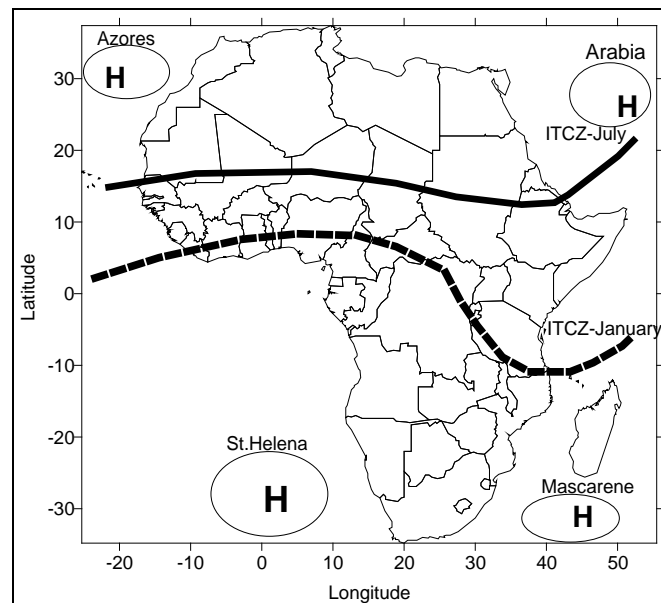 Azores
H
Arabia
H
ITCZ-July
ITCZ-January
St.Helena
H
Mascarene
H
30
20
10
0
-10
-20
-30
Latitude
-20 -10 0 10 20 30 40 50
Longitude